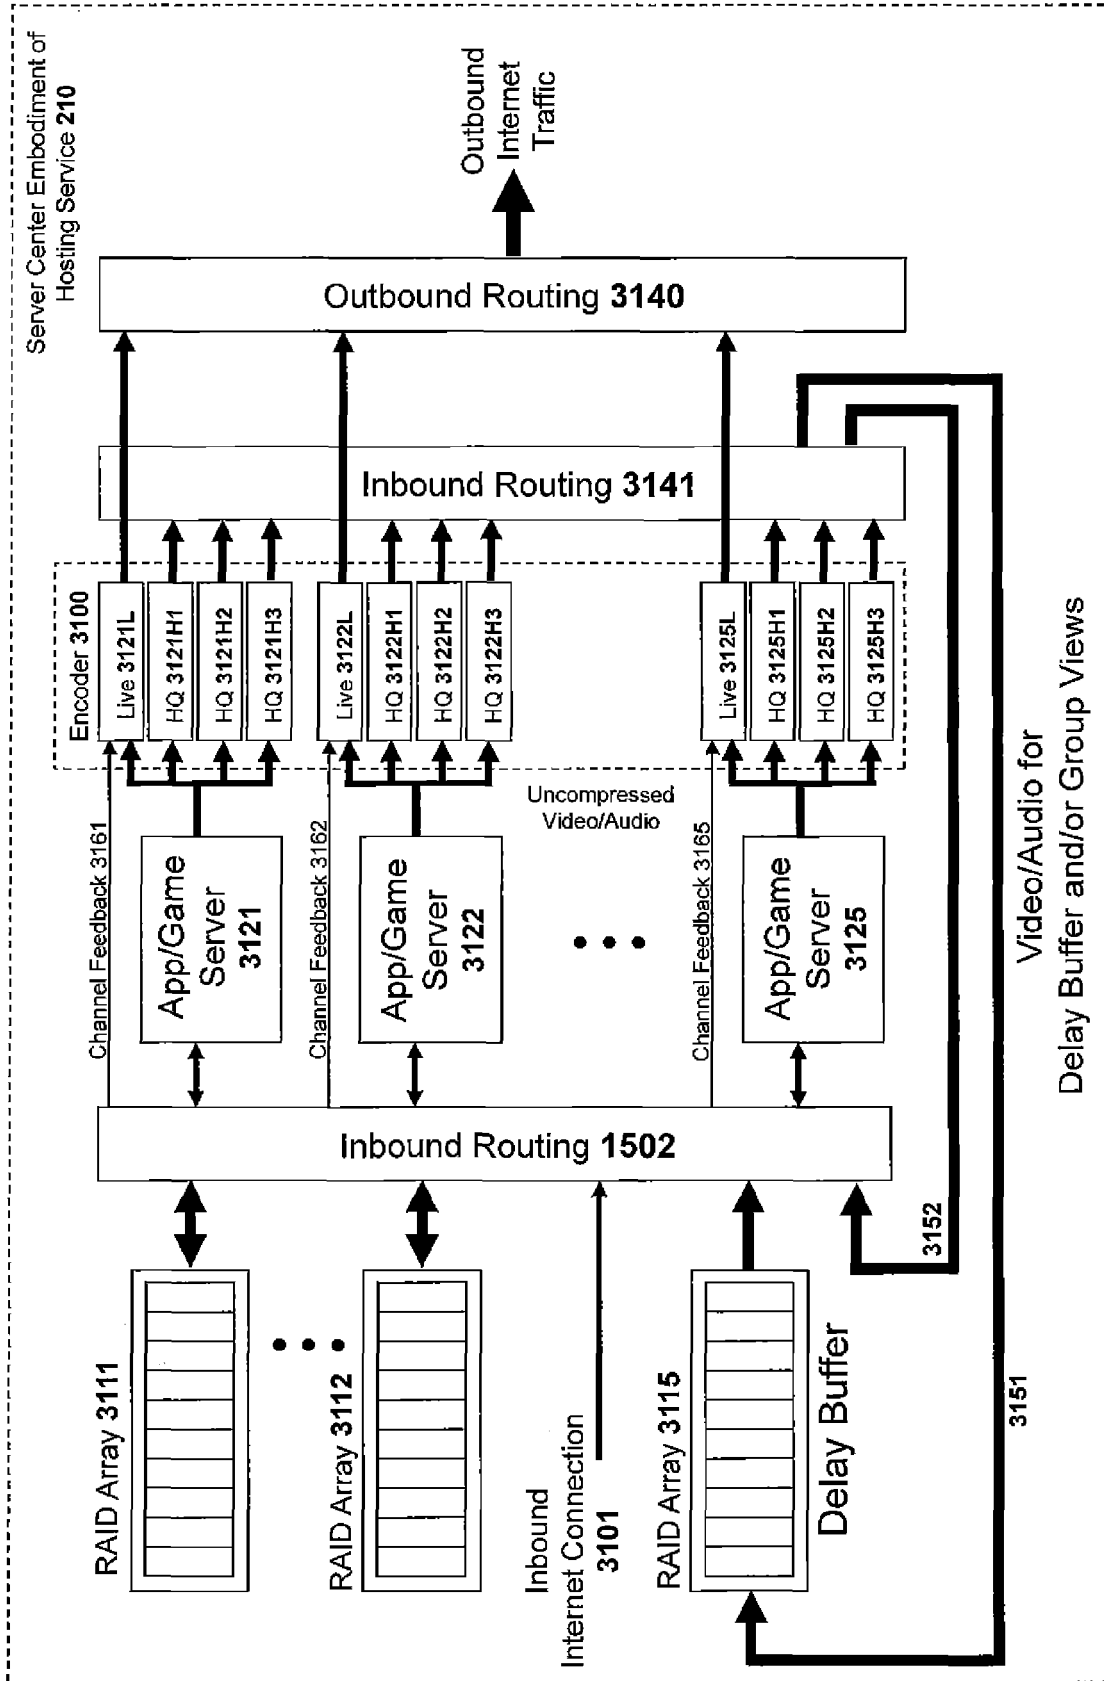 Server Center Embodiment of
Hosting Service 210
Outbound
Internet
Traffic
Outbound Routing 3140
Inbound Routing 3141
Encoder 3100
Live 3121L
HQ 3121H1
HQ 3121H2
HQ 3121H3
Live 3122L
HQ 3122H1
HQ 3122H2
HQ 3122H3
Live 3125L
HQ 3125H1
HQ 3125H2
HQ 3125H3
Uncompressed
Video/Audio
Channel Feedback 3161
App/Game
Server
3121
Channel Feedback 3162
App/Game
Server
3122
Channel Feedback 3165
App/Game
Server
3125
Inbound Routing 1502
RAID Array 3111
RAID Array 3112
Inbound
Internet Connection
3101
RAID Array 3115
Delay Buffer
3152
3151
Video/Audio for
Delay Buffer and/or Group Views